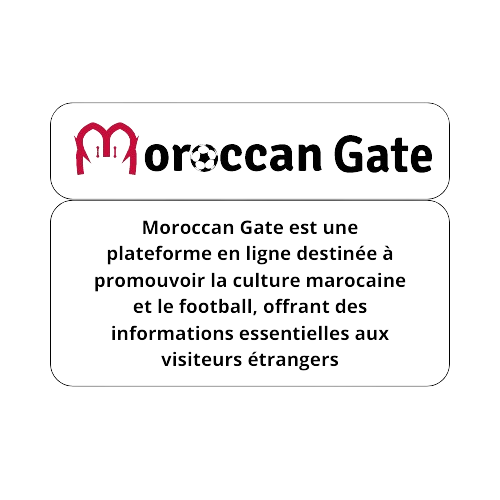 Moroccan Gate
Moroccan Gate est une
plateforme en ligne destinée à
promouvoir la culture marocaine
et le football, offrant des
informations essentielles aux
visiteurs étrangers